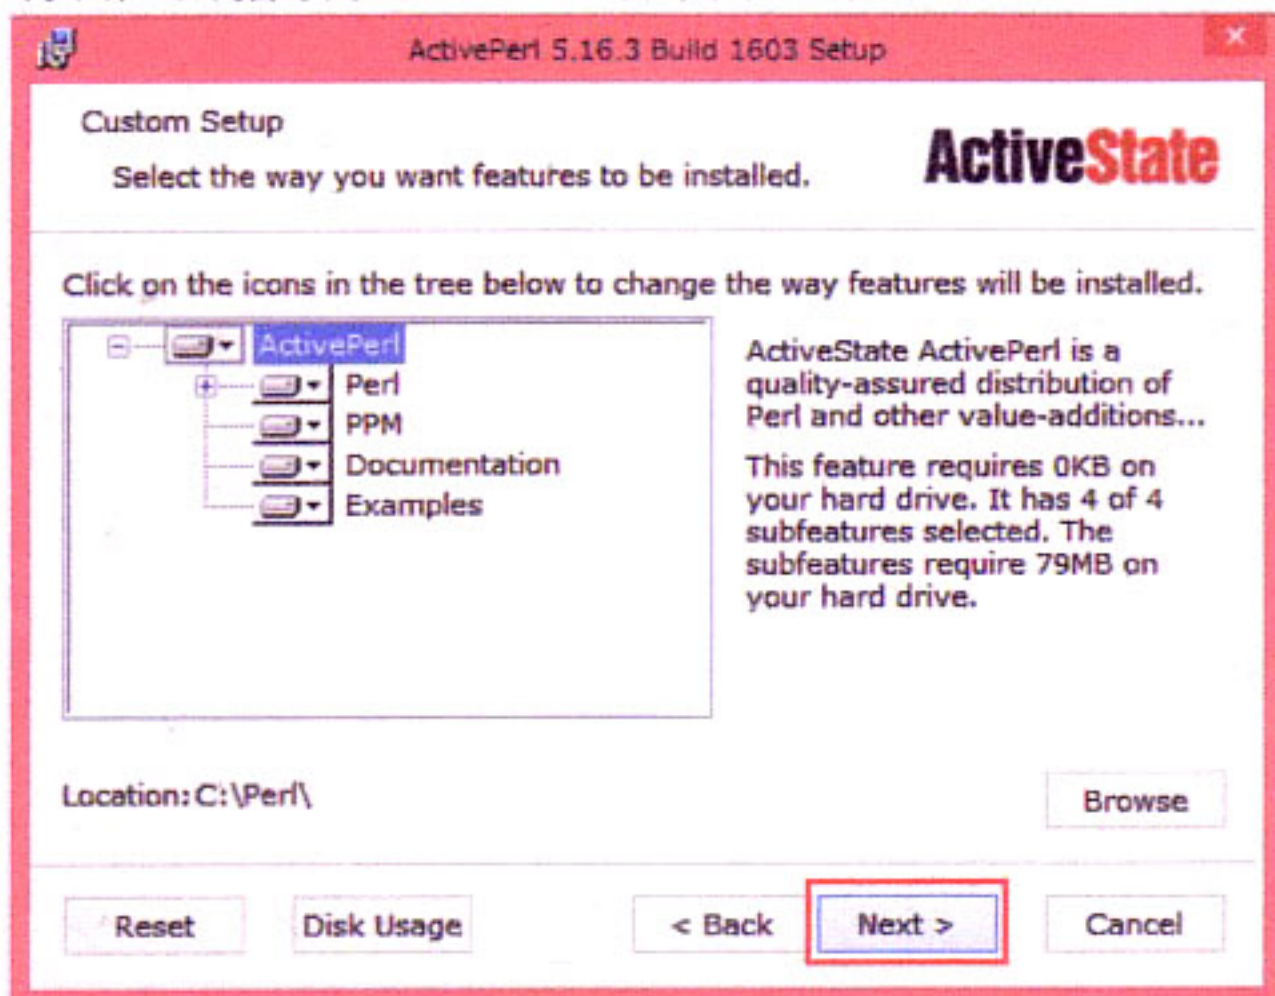 ActivePerl 5.16.3 Build 1603 Setup
Custom Setup
Select the way you want features to be installed.
ActiveState
Click on the icons in the tree below to change the way features will be installed.
ActivePerl
Perl
PPM
Documentation
Examples
ActiveState ActivePerl is a
quality-assured distribution of
Perl and other value-additions...
This feature requires 0KB on
your hard drive. It has 4 of 4
subfeatures selected. The
subfeatures require 79MB on
your hard drive.
Location: C:\Perl\
Browse
Reset
Disk Usage
< Back
Next >
Cancel